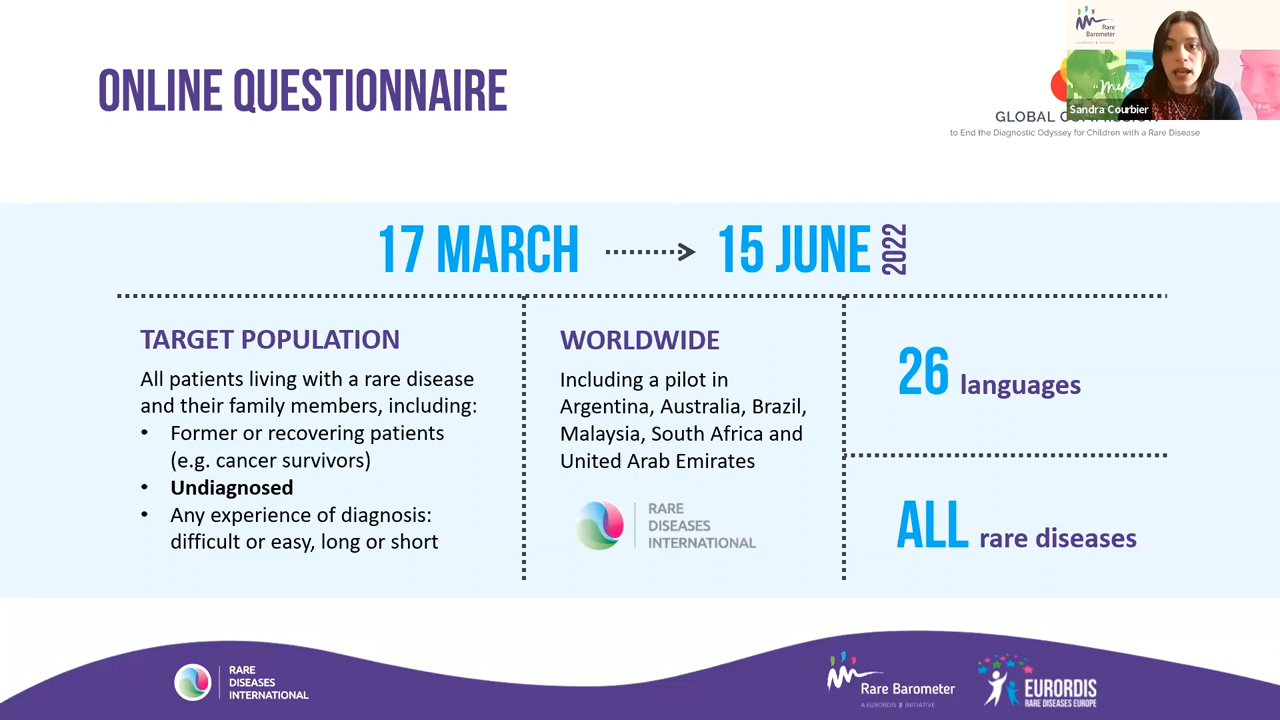 ONLINE QUESTIONNAIRE
Rare
Barometer
A EURORDIS INITIATIVE
Sandra Courbier
GLOBAL
to End the Diagnostic Odyssey for Children with a Rare Disease
17 MARCH
15 JUNE 2022
TARGET POPULATION
All patients living with a rare disease
and their family members, including:
• Former or recovering patients
(e.g. cancer survivors)
• Undiagnosed
• Any experience of diagnosis:
difficult or easy, long or short
WORLDWIDE
Including a pilot in
Argentina, Australia, Brazil,
Malaysia, South Africa and
United Arab Emirates
RARE
DISEASES
INTERNATIONAL
26 languages
ALL rare diseases
RARE
DISEASES
INTERNATIONAL
Rare Barometer
A EURORDIS INITIATIVE
EURORDIS
RARE DISEASES EUROPE